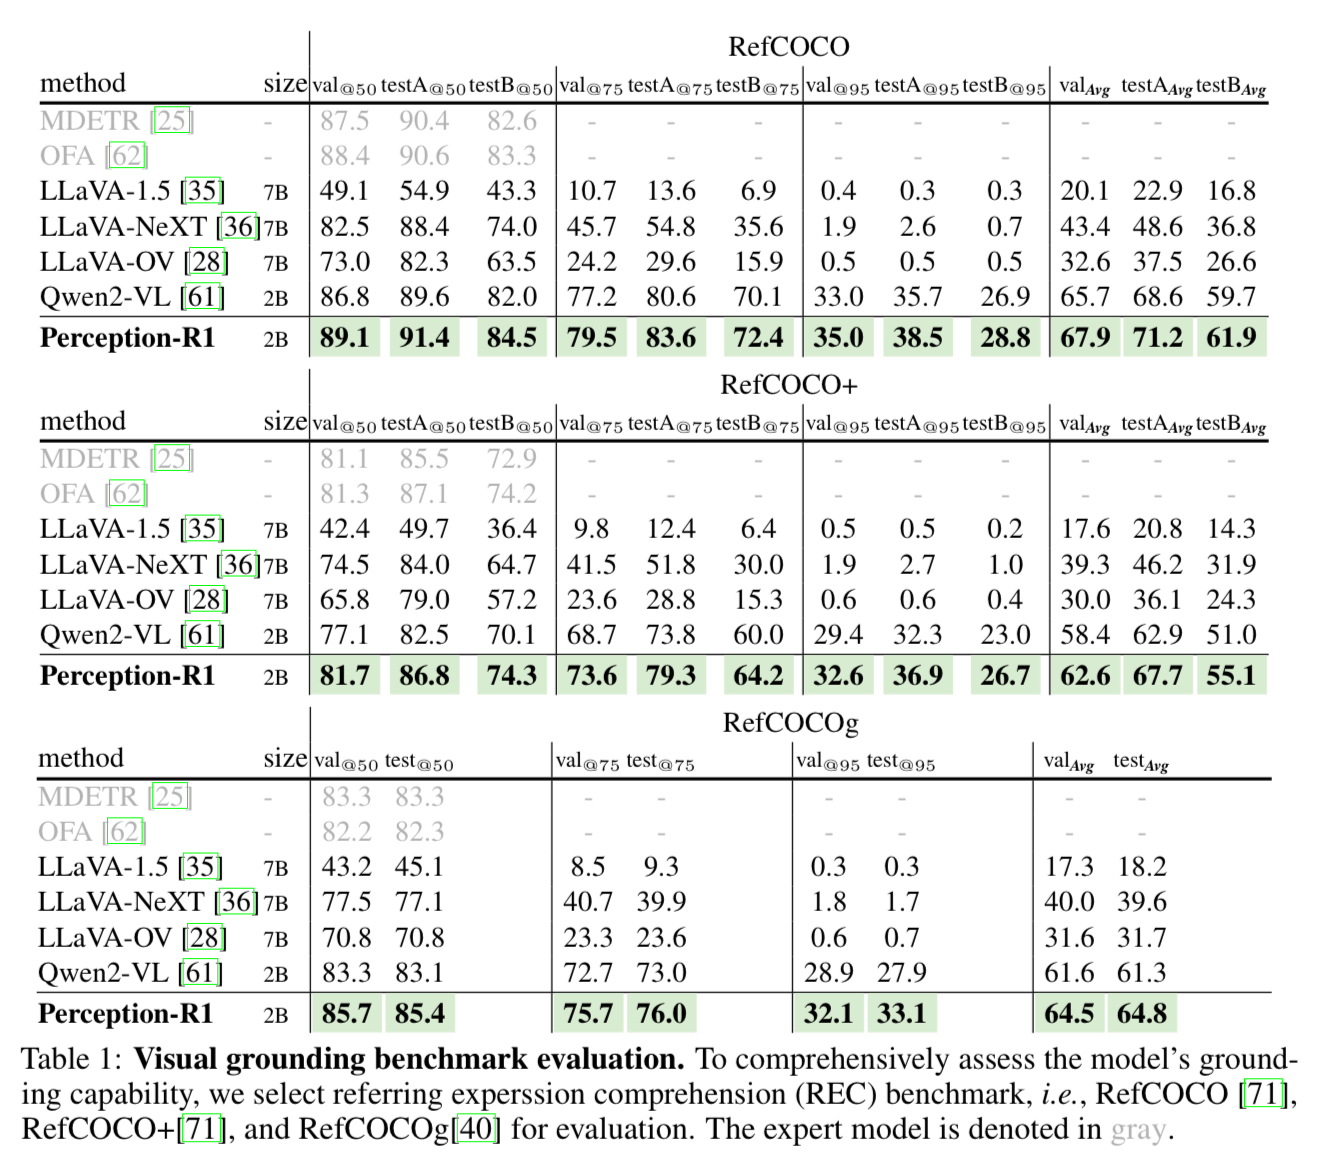 RefCOCO
method size val@50 testA@50 testB@50 val@75 testA@75 testB@75 val@95 testA@95 testB@95 valAvg testAAvg testBAvg
MDETR [25] - 87.5 90.4 82.6 - - - - - - - - -
OFA [62] - 88.4 90.6 83.3 - - - - - - - - -
LLaVA-1.5 [35] 7B 49.1 54.9 43.3 10.7 13.6 6.9 0.4 0.3 0.3 20.1 22.9 16.8
LLaVA-NeXT [36] 7B 82.5 88.4 74.0 45.7 54.8 35.6 1.9 2.6 0.7 43.4 48.6 36.8
LLaVA-OV [28] 7B 73.0 82.3 63.5 24.2 29.6 15.9 0.5 0.5 0.5 32.6 37.5 26.6
Qwen2-VL [61] 2B 86.8 89.6 82.0 77.2 80.6 70.1 33.0 35.7 26.9 65.7 68.6 59.7
Perception-R1 2B 89.1 91.4 84.5 79.5 83.6 72.4 35.0 38.5 28.8 67.9 71.2 61.9
RefCOCO+
method size val@50 testA@50 testB@50 val@75 testA@75 testB@75 val@95 testA@95 testB@95 valAvg testAAvg testBAvg
MDETR [25] - 81.1 85.5 72.9 - - - - - - - - -
OFA [62] - 81.3 87.1 74.2 - - - - - - - - -
LLaVA-1.5 [35] 7B 42.4 49.7 36.4 9.8 12.4 6.4 0.5 0.5 0.2 17.6 20.8 14.3
LLaVA-NeXT [36] 7B 74.5 84.0 64.7 41.5 51.8 30.0 1.9 2.7 1.0 39.3 46.2 31.9
LLaVA-OV [28] 7B 65.8 79.0 57.2 23.6 28.8 15.3 0.6 0.6 0.4 30.0 36.1 24.3
Qwen2-VL [61] 2B 77.1 82.5 70.1 68.7 73.8 60.0 29.4 32.3 23.0 58.4 62.9 51.0
Perception-R1 2B 81.7 86.8 74.3 73.6 79.3 64.2 32.6 36.9 26.7 62.6 67.7 55.1
RefCOCOg
method size val@50 test@50 val@75 test@75 val@95 test@95 valAvg testAvg
MDETR [25] - 83.3 83.3 - - - - - -
OFA [62] - 82.2 82.3 - - - - - -
LLaVA-1.5 [35] 7B 43.2 45.1 8.5 9.3 0.3 0.3 17.3 18.2
LLaVA-NeXT [36] 7B 77.5 77.1 40.7 39.9 1.8 1.7 40.0 39.6
LLaVA-OV [28] 7B 70.8 70.8 23.3 23.6 0.6 0.7 31.6 31.7
Qwen2-VL [61] 2B 83.3 83.1 72.7 73.0 28.9 27.9 61.6 61.3
Perception-R1 2B 85.7 85.4 75.7 76.0 32.1 33.1 64.5 64.8
Table 1: Visual grounding benchmark evaluation. To comprehensively assess the model's ground-
ing capability, we select referring experssion comprehension (REC) benchmark, i.e., RefCOCO [71],
RefCOCO+[71], and RefCOCOg[40] for evaluation. The expert model is denoted in gray.